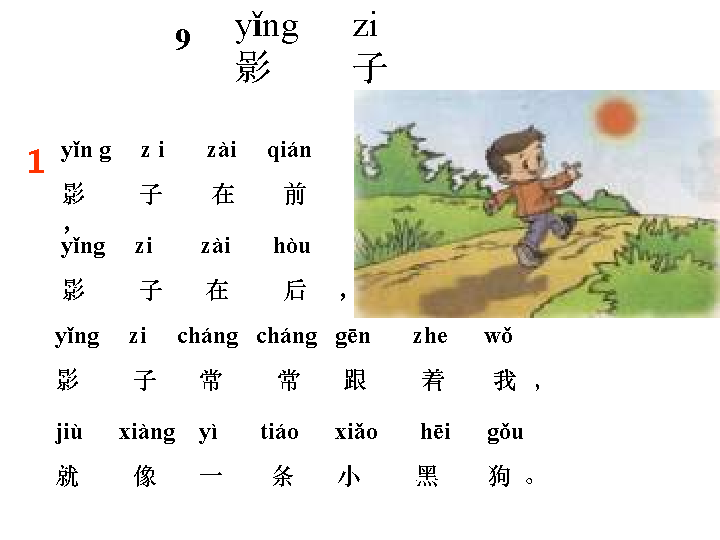 9 yǐng zi
影 子
1
yǐn g z i zài qián
影 子 在 前 ，
yǐng zi zài hòu
影 子 在 后 ，
yǐng zi cháng cháng gēn zhe wǒ
影 子 常 常 跟 着 我 ，
jiù xiàng yì tiáo xiǎo hēi gǒu
就 像 一 条 小 黑 狗 。